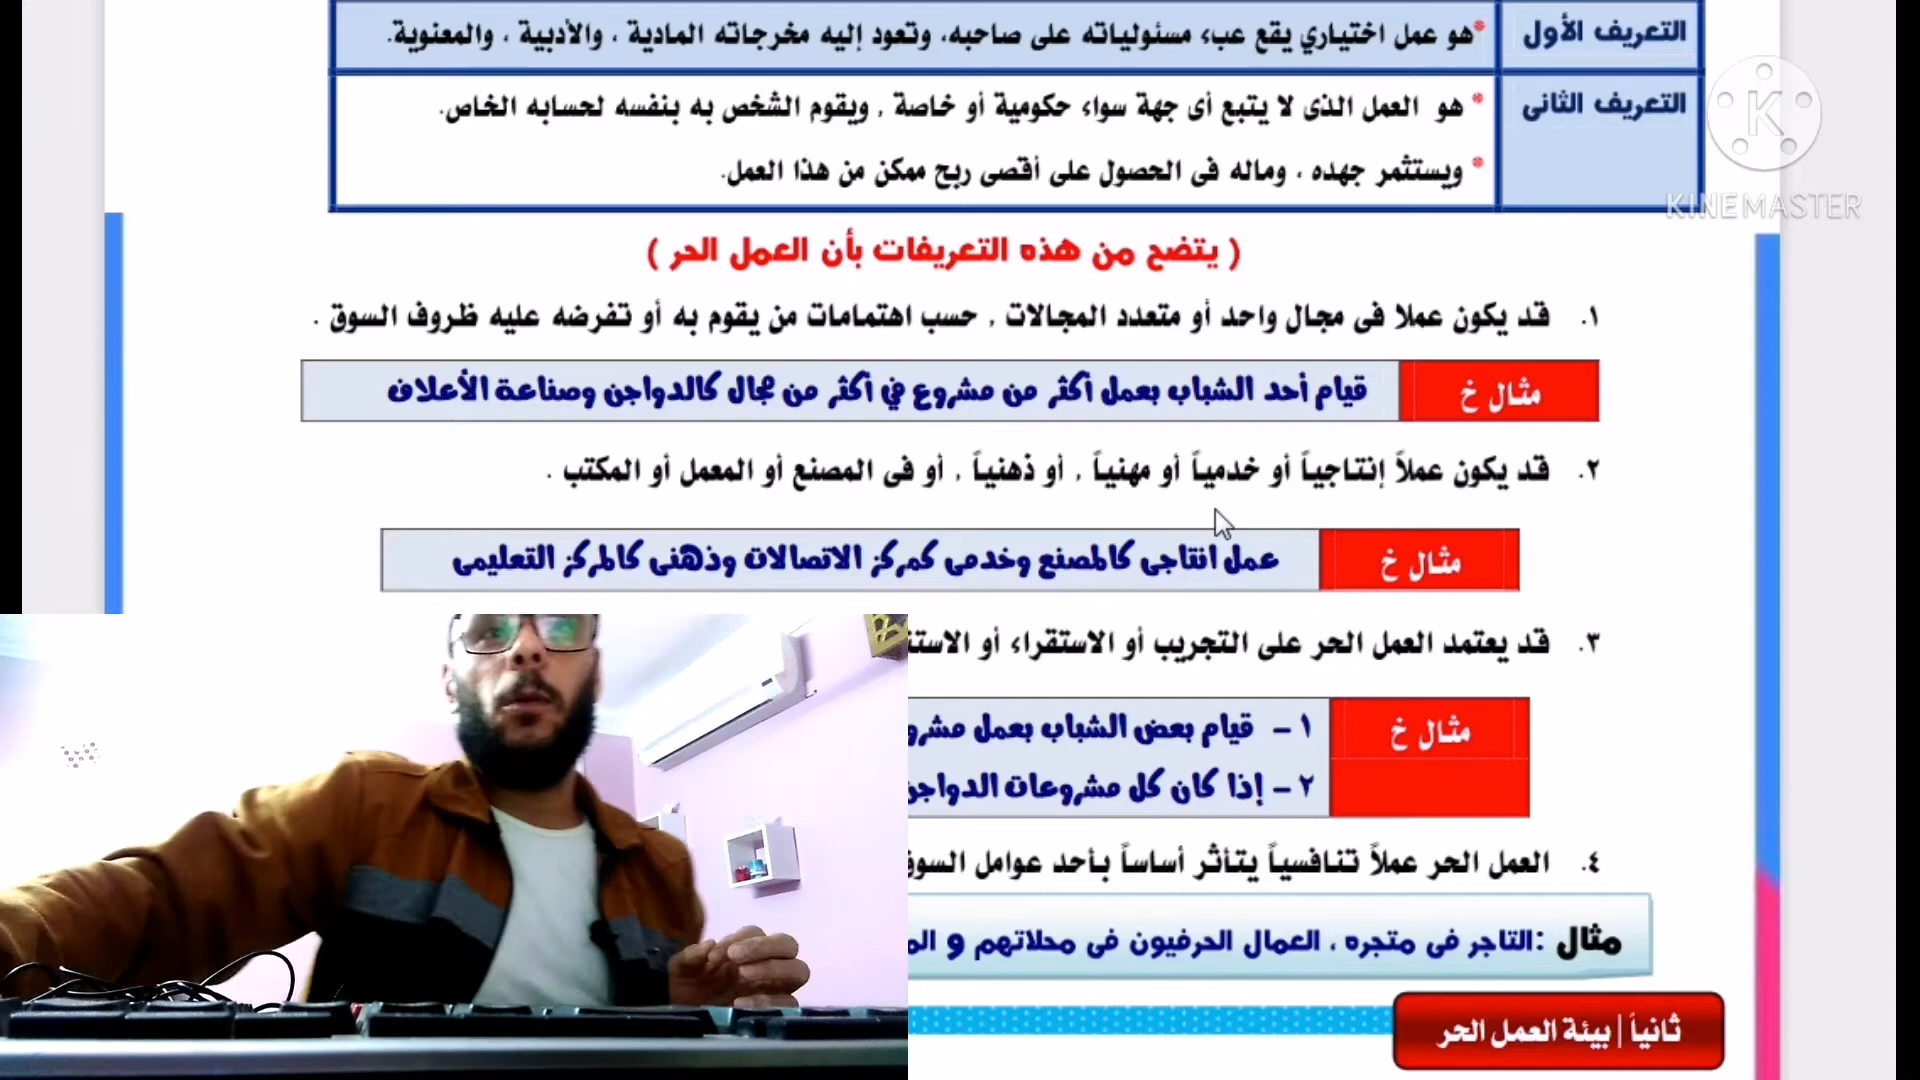 التعريف الأول
*هو عمل اختياري يقع عبء مسئولياته على صاحبه، وتعود إليه مخرجاته المادية ، والأدبية ، والمعنوية.
التعريف الثانى
* هو العمل الذى لا يتبع أى جهة سواء حكومية أو خاصة , ويقوم الشخص به بنفسه لحسابه الخاص.
* ويستثمر جهده ، وماله فى الحصول على أقصى ربح ممكن من هذا العمل.
K
KINEMASTER
( يتضح من هذه التعريفات بأن العمل الحر )
١. قد يكون عملا فى مجال واحد أو متعدد المجالات , حسب اهتمامات من يقوم به أو تفرضه عليه ظروف السوق .
مثال خ قيام أحد الشباب بعمل أكثر من مشروع في أكثر من مجال كالدواجن وصناعة الأعلاف
٢. قد يكون عملاً إنتاجياً أو خدمياً أو مهنياً , أو ذهنياً , أو فى المصنع أو المعمل أو المكتب .
مثال خ عمل انتاجى كالمصنع وخدمى كمركز الاتصالات وذهنى كالمركز التعليمى
٣. قد يعتمد العمل الحر على التجريب أو الاستقراء أو
مثال خ ١ - قيام بعض الشباب بعمل
٢ - إذا كان كل مشروعات
٤. العمل الحر عملاً تنافسياً يتأثر أساساً بأحد عوامل السوق
مثال :التاجر فى متجره ، العمال الحرفيون فى محلاتهم و
ثانياً | بيئة العمل الحر